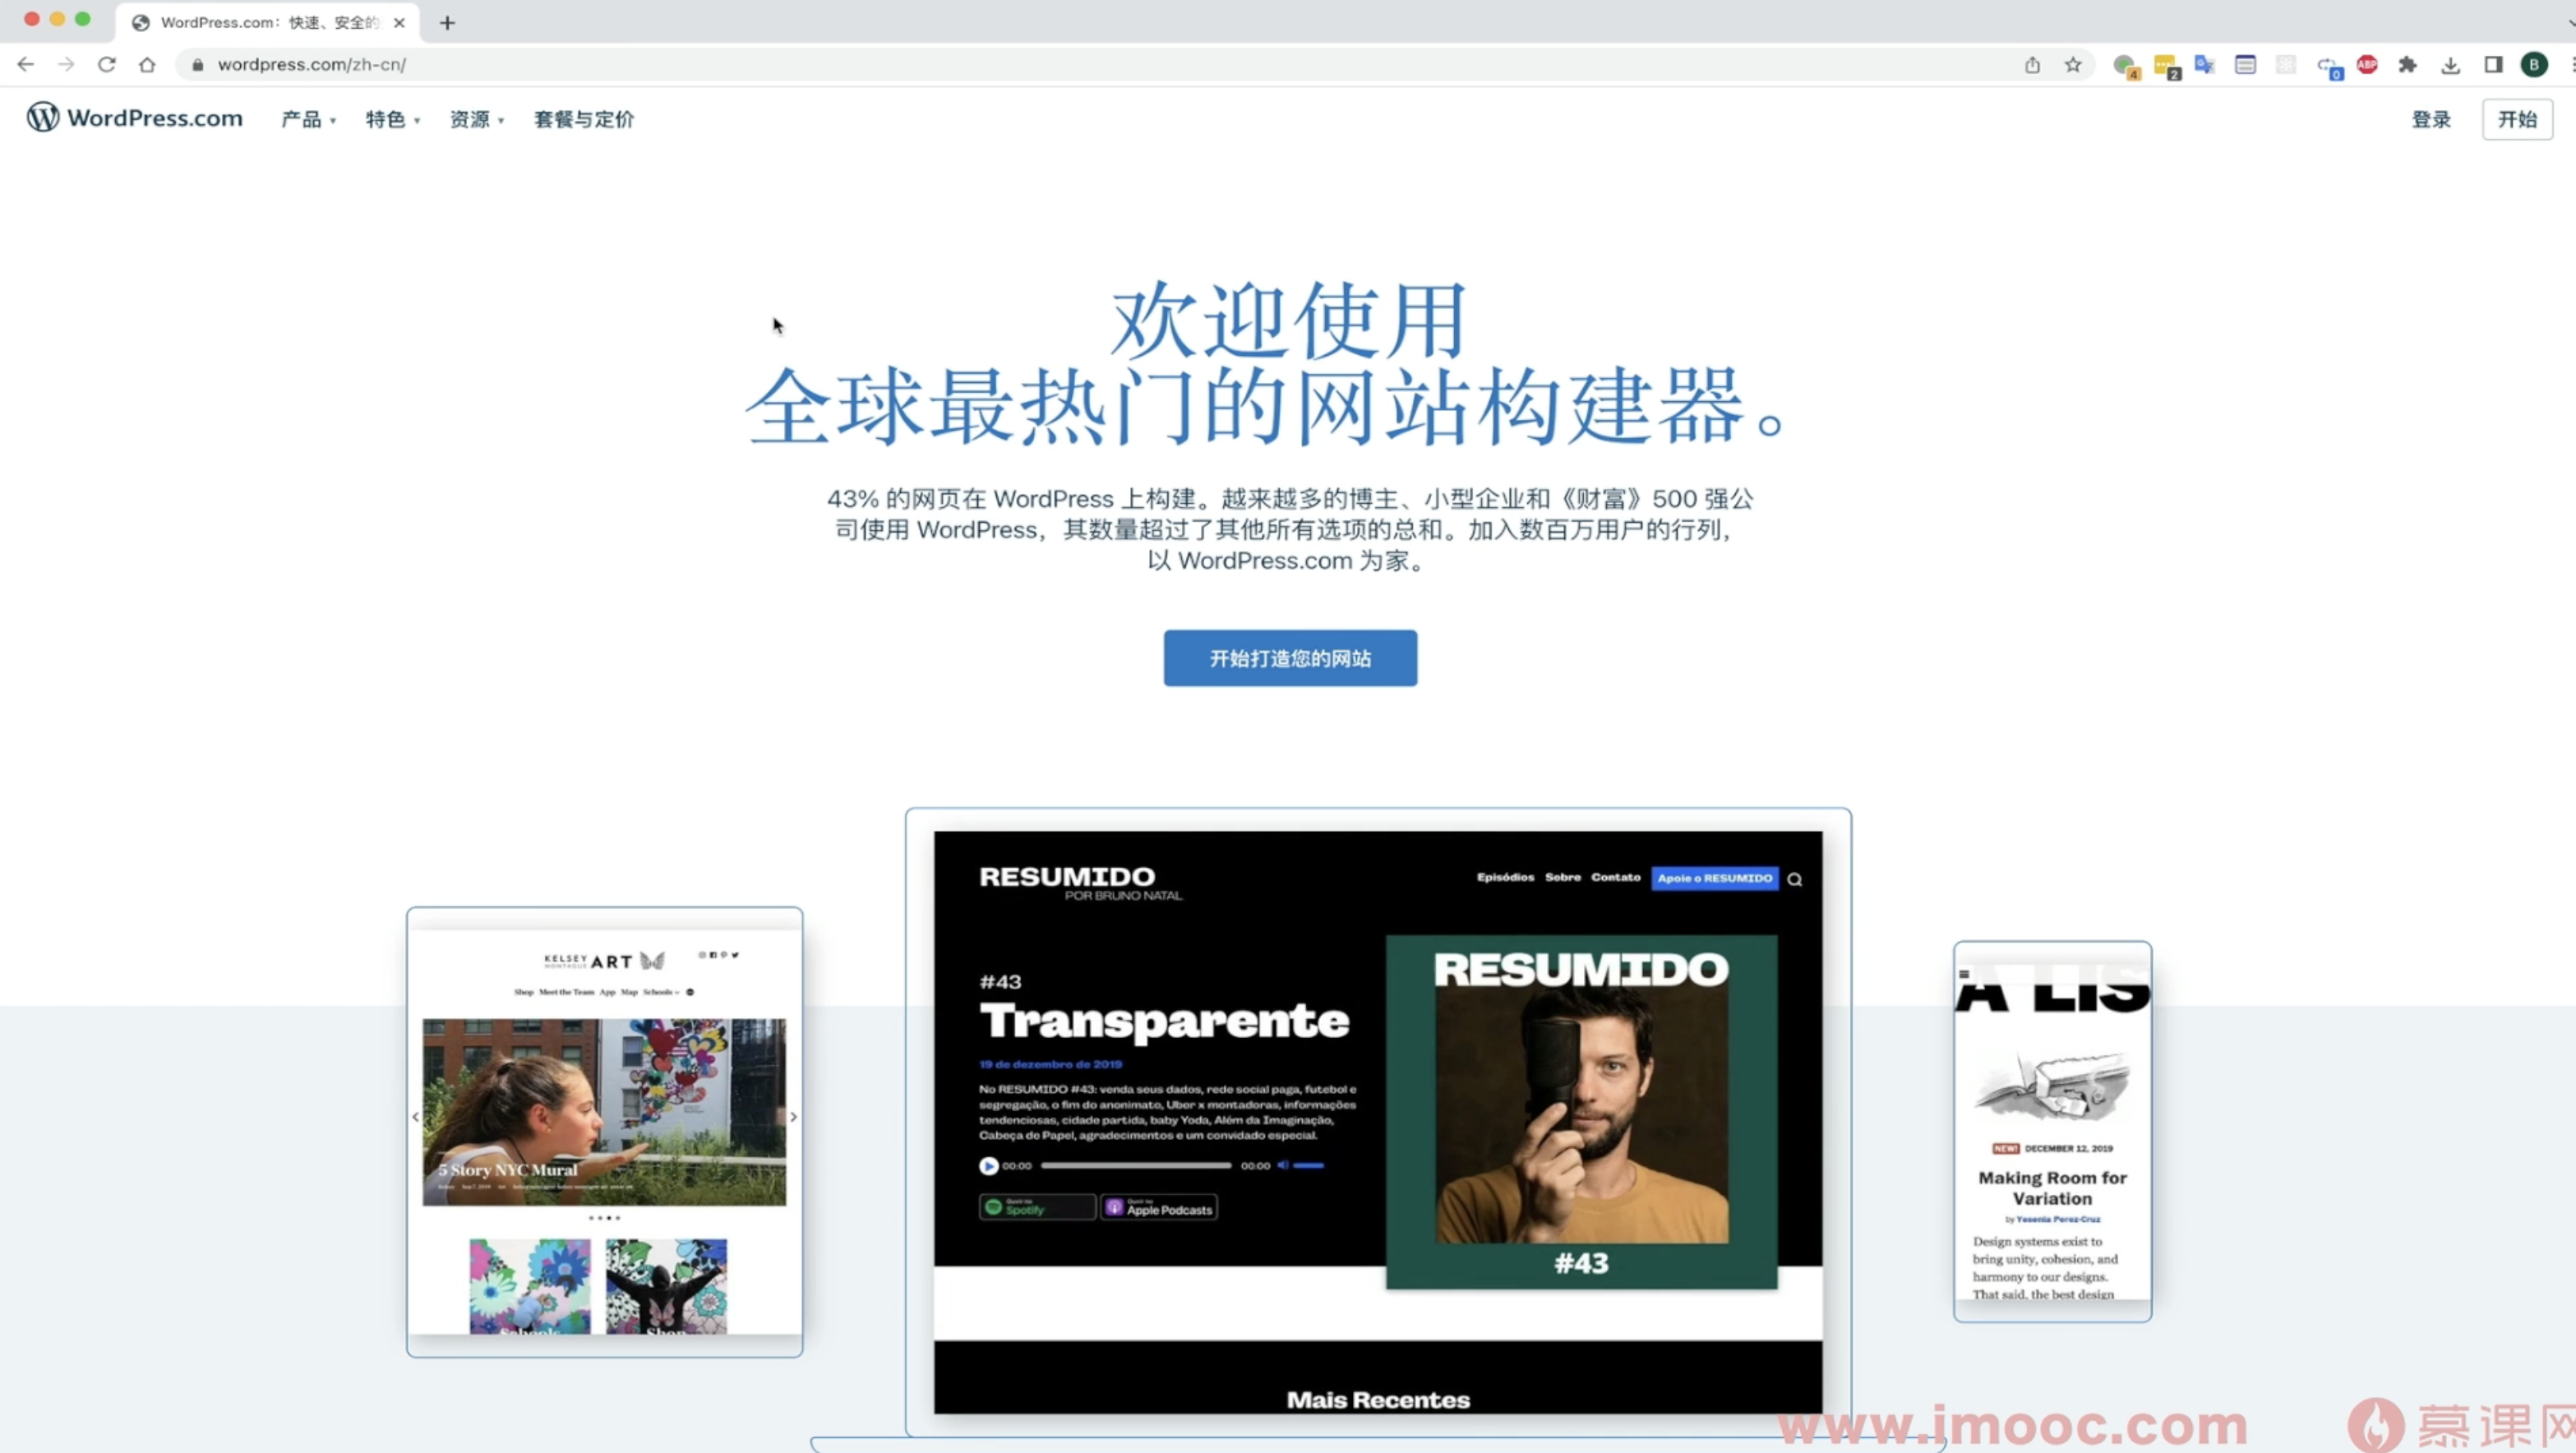 WordPress.com：快速、安全的
wordpress.com/zh-cn/
4
2
0
ABP
B
WordPress.com
产品
特色
资源
套餐与定价
登录
开始
欢迎使用
全球最热门的网站构建器。
43% 的网页在 WordPress 上构建。越来越多的博主、小型企业和《财富》500 强公
司使用 WordPress，其数量超过了其他所有选项的总和。加入数百万用户的行列，
以 WordPress.com 为家。
开始打造您的网站
KELSEY
MONTAGUE
ART
Shop Meet the Team App Map Schools
5 Story NYC Mural
Schools
Shop
RESUMIDO
POR BRUNO NATAL
Episódios Sobre Contato Apoie o RESUMIDO
#43
Transparente
19 de dezembro de 2019
No RESUMIDO #43: venda seus dados, rede social paga, futebol e
segregação, o fim do anonimato, Uber x montadoras, informações
tendenciosas, cidade partida, baby Yoda, Além da Imaginação,
Cabeça de Papel, agradecimentos e um convidado especial.
00:00
00:00
Ouvir no
Spotify
Ouvir no
Apple Podcasts
RESUMIDO
#43
Mais Recentes
A LIS
NEW! DECEMBER 12, 2019
Making Room for
Variation
by Yesenia Perez-Cruz
Design systems exist to
bring unity, cohesion, and
harmony to our designs.
That said, the best design
www.imooc.com
慕课网